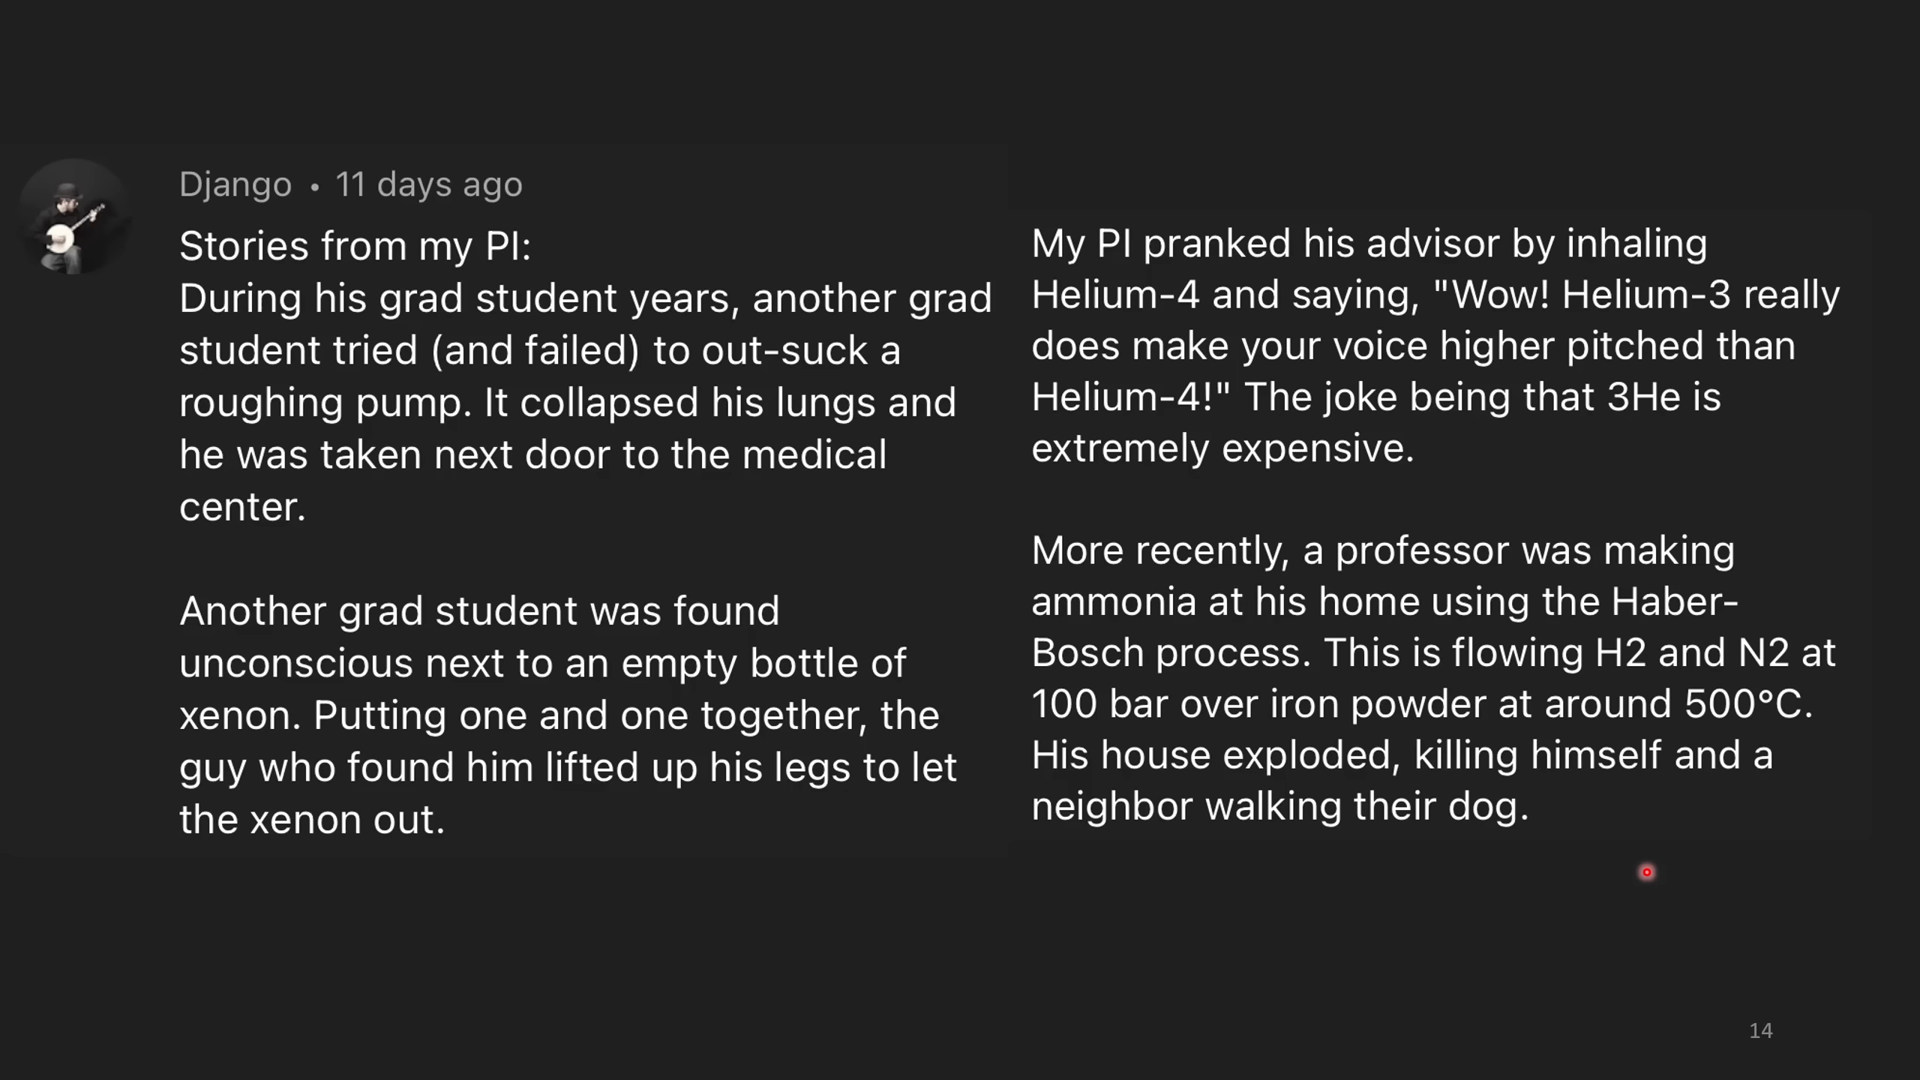 Django • 11 days ago
Stories from my PI:
During his grad student years, another grad
student tried (and failed) to out-suck a
roughing pump. It collapsed his lungs and
he was taken next door to the medical
center.
Another grad student was found
unconscious next to an empty bottle of
xenon. Putting one and one together, the
guy who found him lifted up his legs to let
the xenon out.
My PI pranked his advisor by inhaling
Helium-4 and saying, "Wow! Helium-3 really
does make your voice higher pitched than
Helium-4!" The joke being that 3He is
extremely expensive.
More recently, a professor was making
ammonia at his home using the Haber-
Bosch process. This is flowing H2 and N2 at
100 bar over iron powder at around 500°C.
His house exploded, killing himself and a
neighbor walking their dog.
14